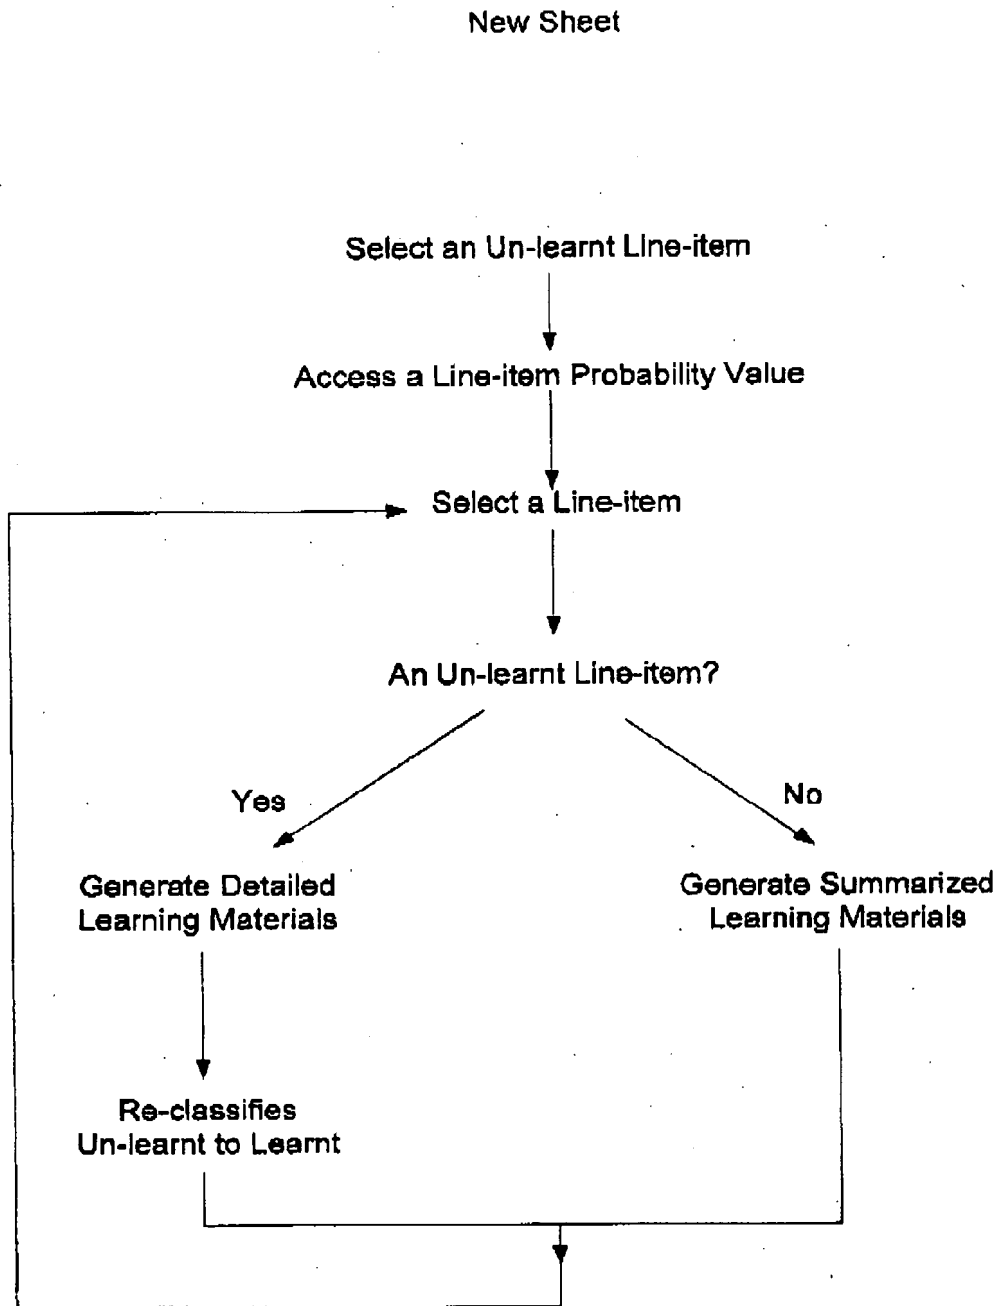 New Sheet
Select an Un-learnt Line-item
Access a Line-item Probability Value
Select a Line-item
An Un-learnt Line-item?
Yes
No
Generate Detailed
Learning Materials
Generate Summarized
Learning Materials
Re-classifies
Un-learnt to Learnt